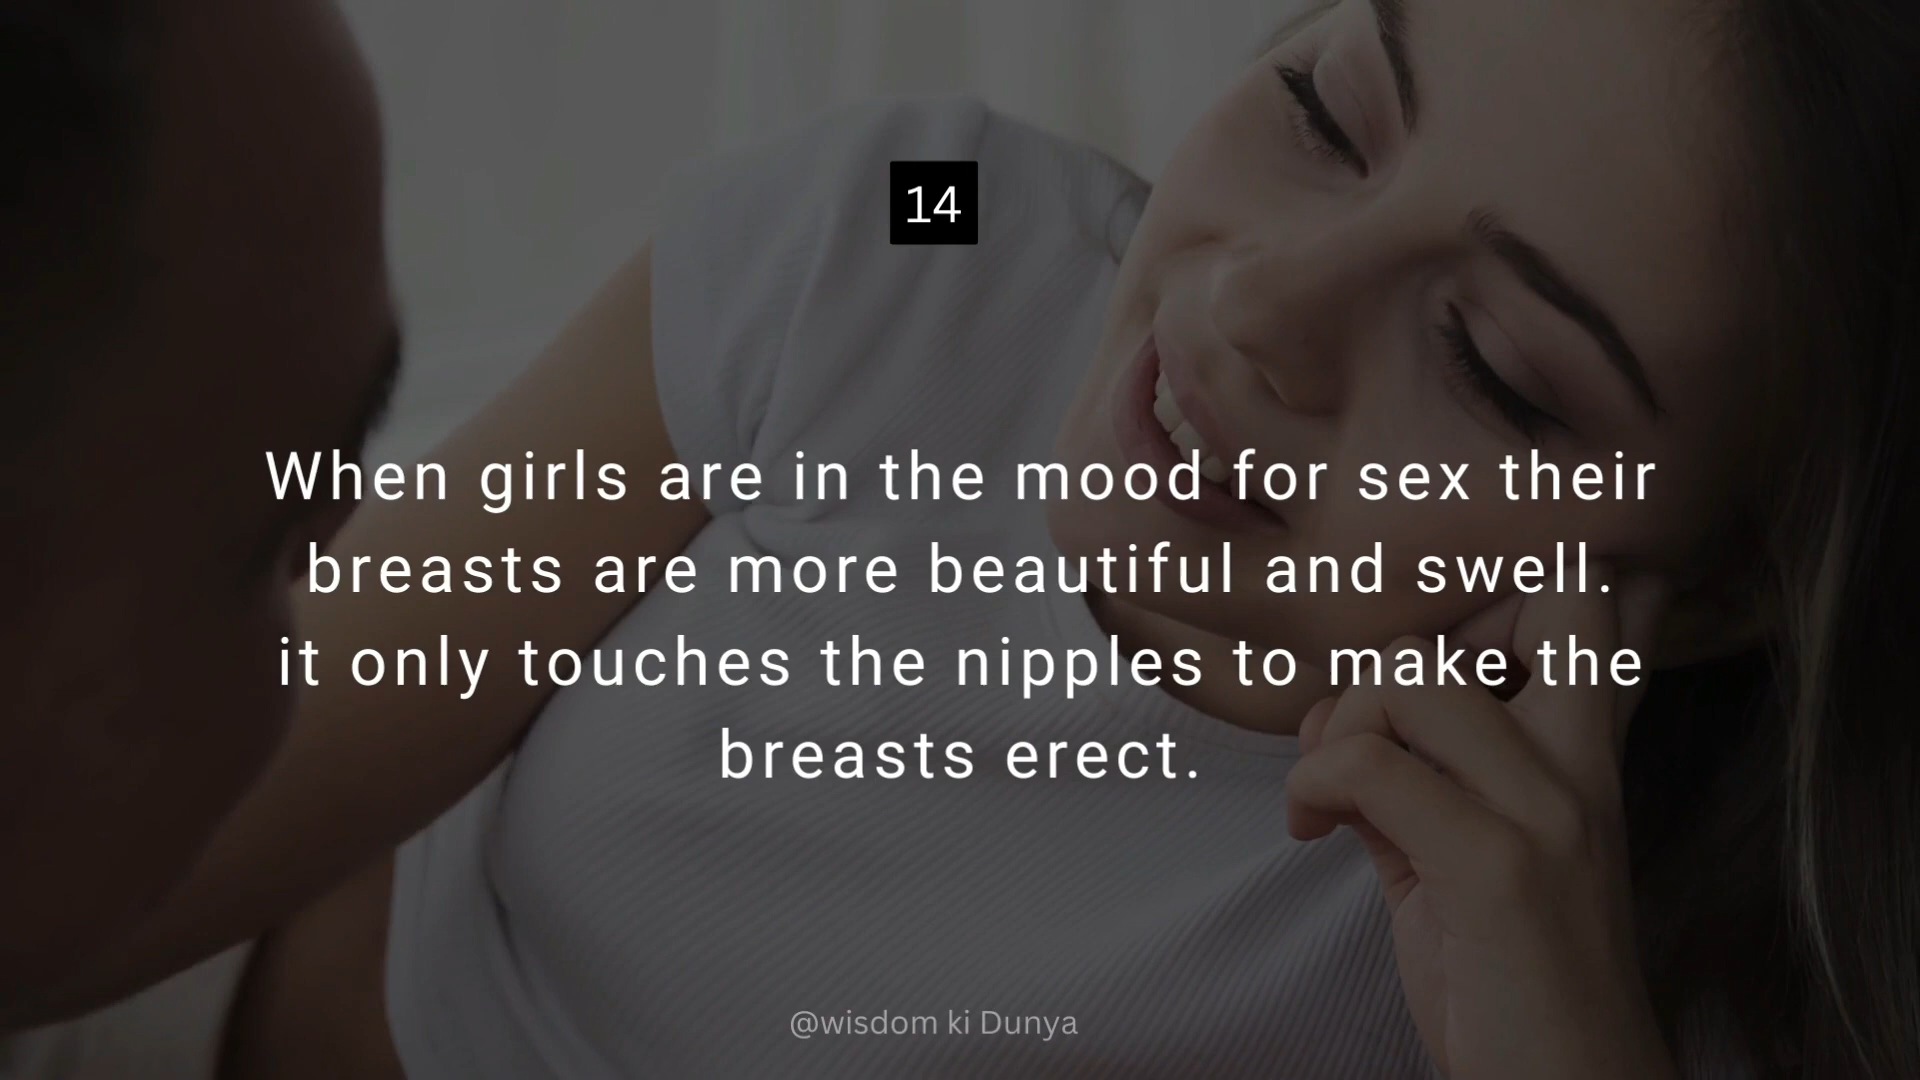 14
When girls are in the mood for sex their
breasts are more beautiful and swell.
it only touches the nipples to make the
breasts erect.
@wisdom ki Dunya